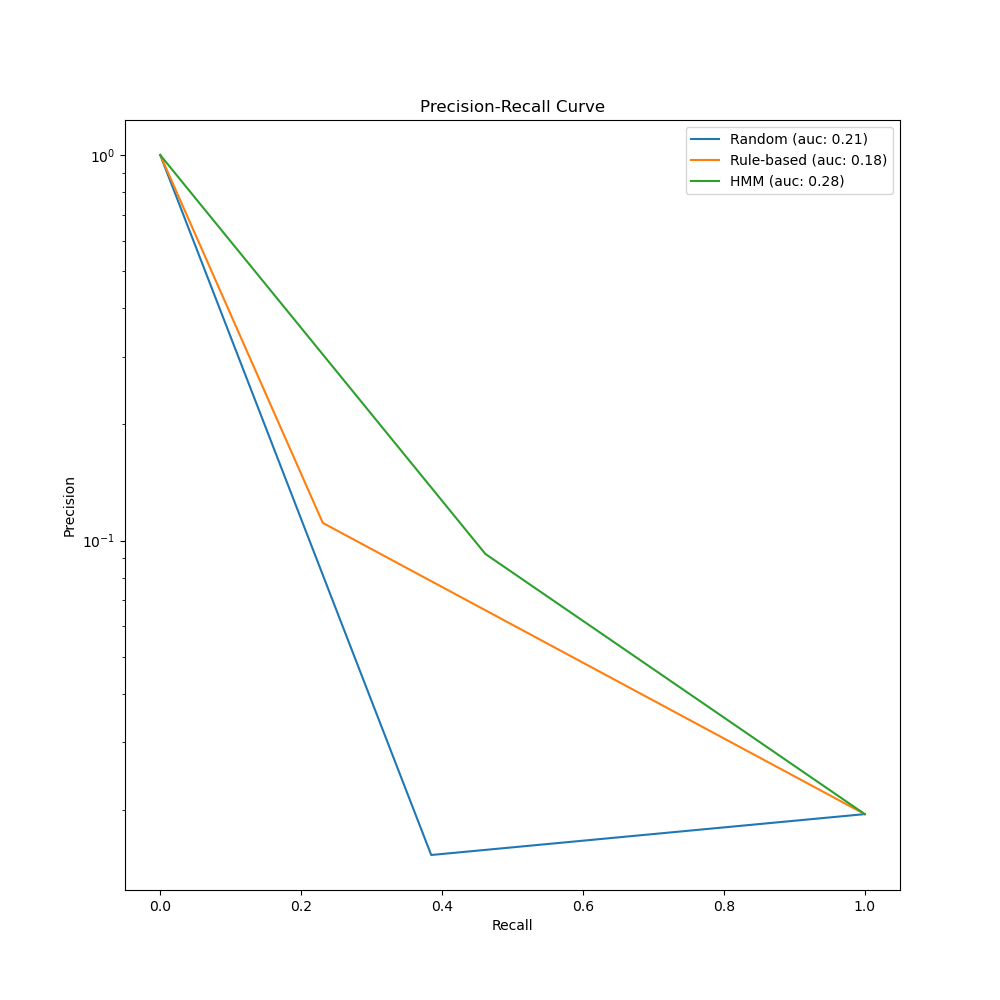 Precision-Recall Curve
Random (auc: 0.21)
Rule-based (auc: 0.18)
HMM (auc: 0.28)
10⁰
10⁻¹
Precision
0.0 0.2 0.4 0.6 0.8 1.0
Recall